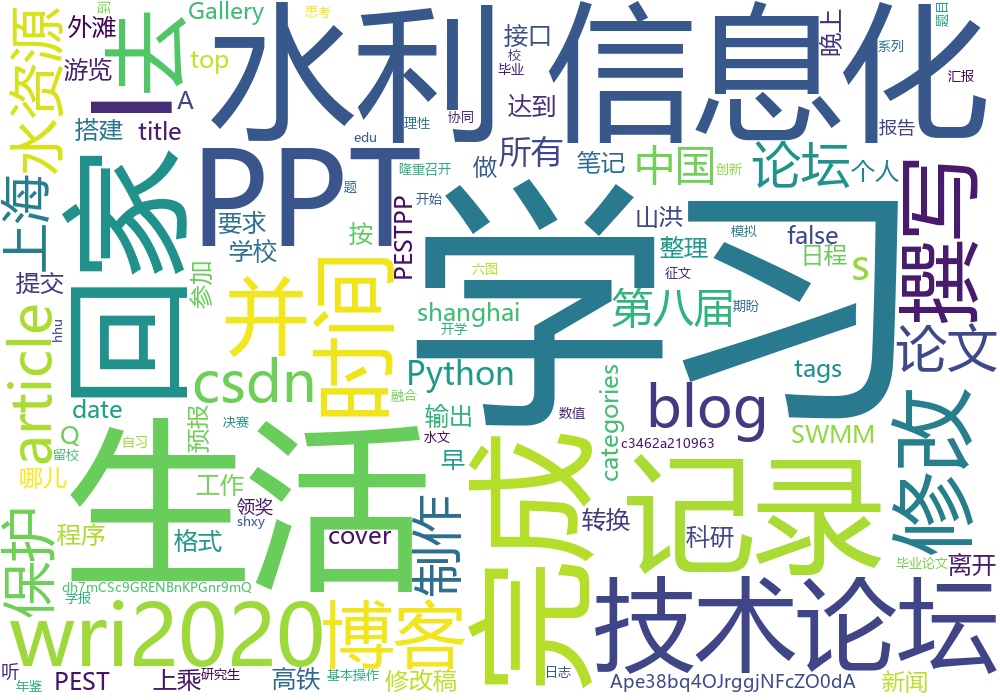 水利信息化
学习
生活
回家
PPT
完成
记录
技术论坛
wri2020
博客
撰写
修改
论文
blog
csdn
article
时间
并
去
一
水资源
上海
保护
制作
论坛
中国
第八届
Python
所有
s
外滩
游览
Gallery
top
A
搭建
title
思考
接口
校
毕业
达到
晚上
题目
系列
汇报
报告
协同
理性
edu
隆重召开
题
做
笔记
创新
个人
要求
学校
按
PESTPP
开始
山洪
整理
false
日程
模拟
六图
征文
期盼
提交
参加
shanghai
开学
tags
hhu
date
Q
预报
输出
融合
决赛
数值
categories
水文
c3462a210963
SWMM
早
自习
留校
哪儿
工作
领奖
shxy
程序
格式
cover
转换
科研
离开
毕业论文
dh7mCSc9GRENBnKPGnr9mQ
学报
听
年鉴
PEST
上乘
研究生
高铁
基本操作
修改稿
日志
Ape38bq4OJrggjNFcZO0dA
新闻